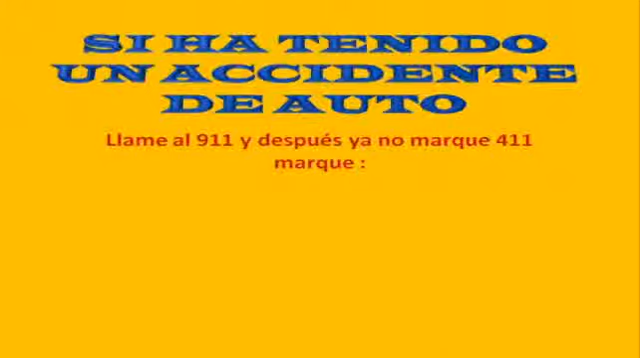 SI HA TENIDO
UN ACCIDENTE
DE AUTO
Llame al 911 y después ya no marque 411
marque :